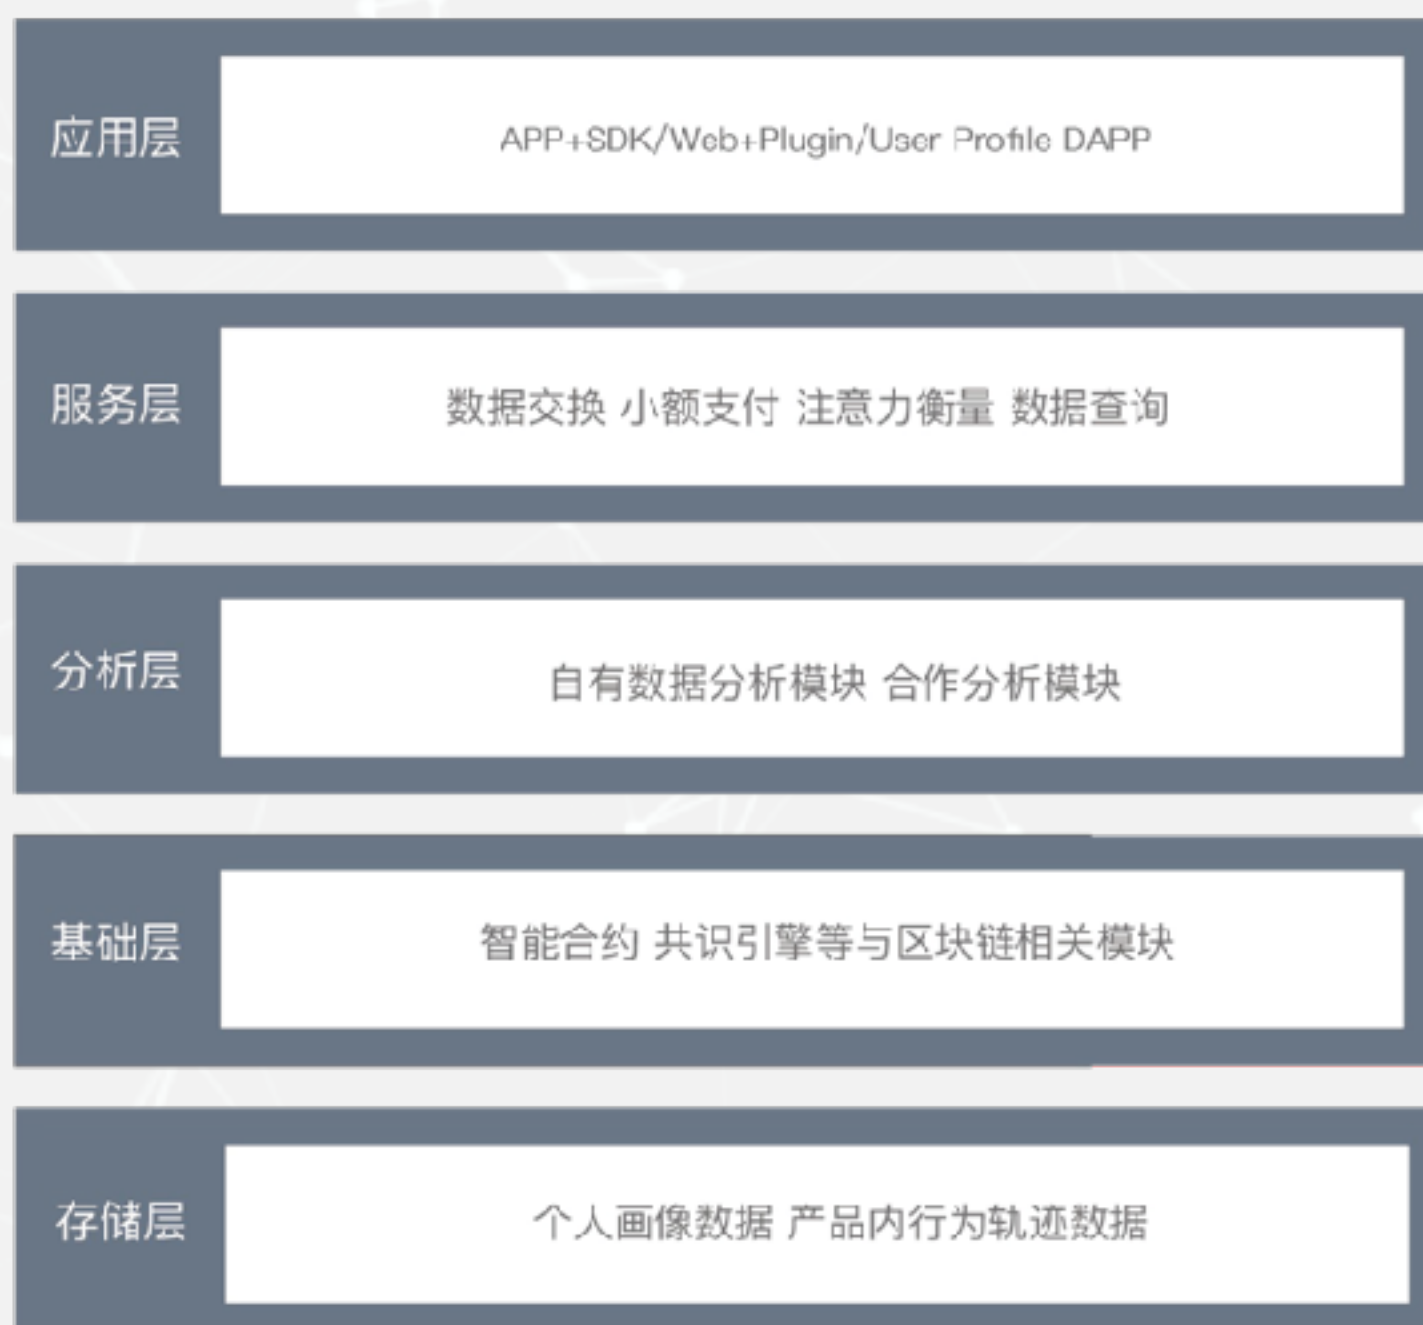 应用层
APP+SDK/Web+Plugin/User Profile DAPP
服务层
数据交换 小额支付 注意力衡量 数据查询
分析层
自有数据分析模块 合作分析模块
基础层
智能合约 共识引擎等与区块链相关模块
存储层
个人画像数据 产品内行为轨迹数据